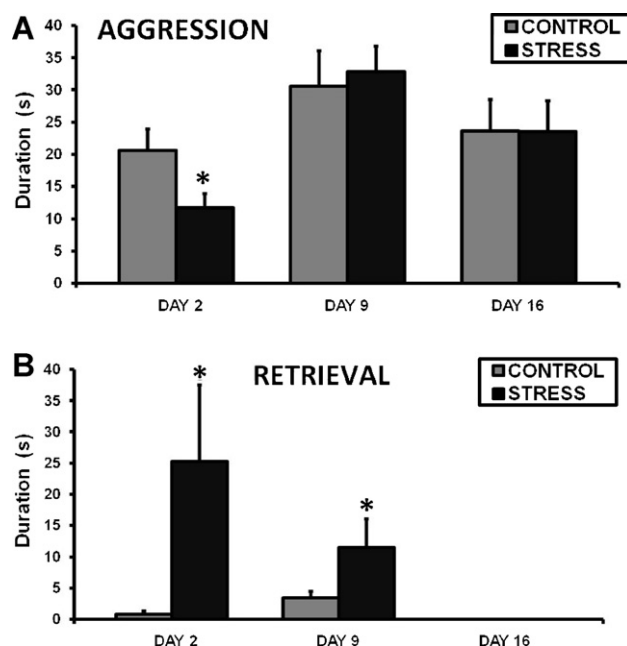 A AGGRESSION
CONTROL
STRESS
Duration (s)
40
35
30
25
20
15
10
5
0
*
DAY 2 DAY 9 DAY 16
B RETRIEVAL
CONTROL
STRESS
Duration (s)
40
35
30
25
20
15
10
5
0
*
*
DAY 2 DAY 9 DAY 16